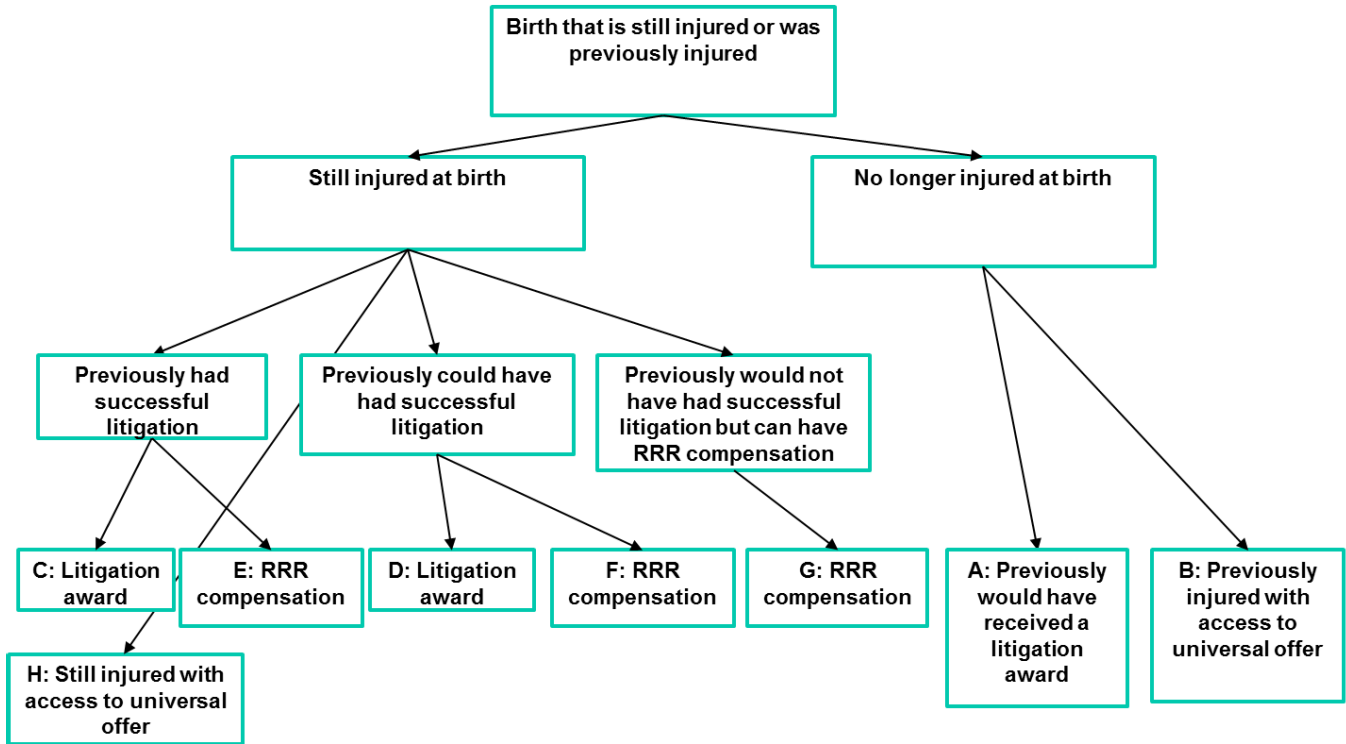 Birth that is still injured or was
previously injured
Still injured at birth
No longer injured at birth
Previously had
successful
litigation
Previously could have
had successful
litigation
Previously would not
have had successful
litigation but can have
RRR compensation
C: Litigation
award
E: RRR
compensation
D: Litigation
award
F: RRR
compensation
G: RRR
compensation
A: Previously
would have
received a
litigation
award
B: Previously
injured with
access to
universal offer
H: Still injured with
access to universal
offer